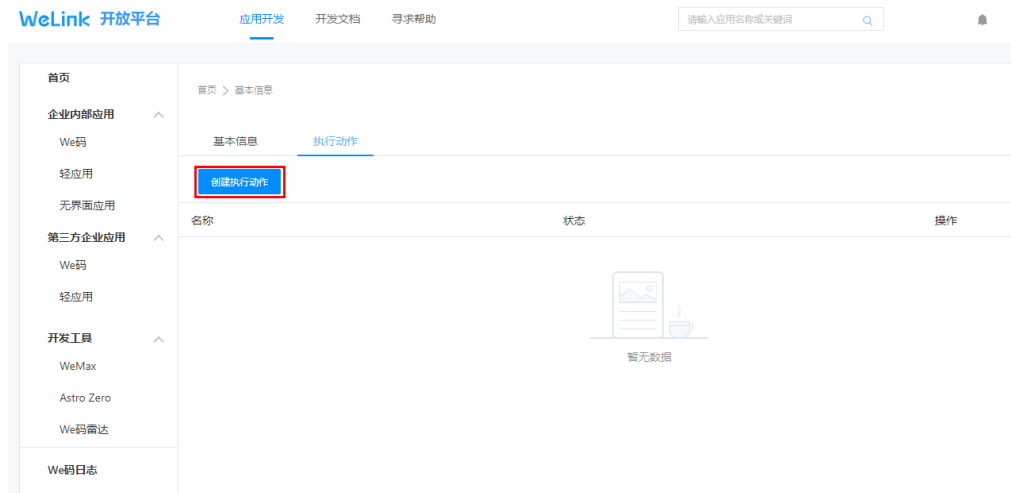 WeLink 开放平台 应用开发 开发文档 寻求帮助 请输入应用名称或关键词
首页
企业内部应用
We码
轻应用
无界面应用
第三方企业应用
We码
轻应用
开发工具
WeMax
Astro Zero
We码雷达
We码日志
首页 > 基本信息
基本信息 执行动作
创建执行动作
名称 状态 操作
暂无数据